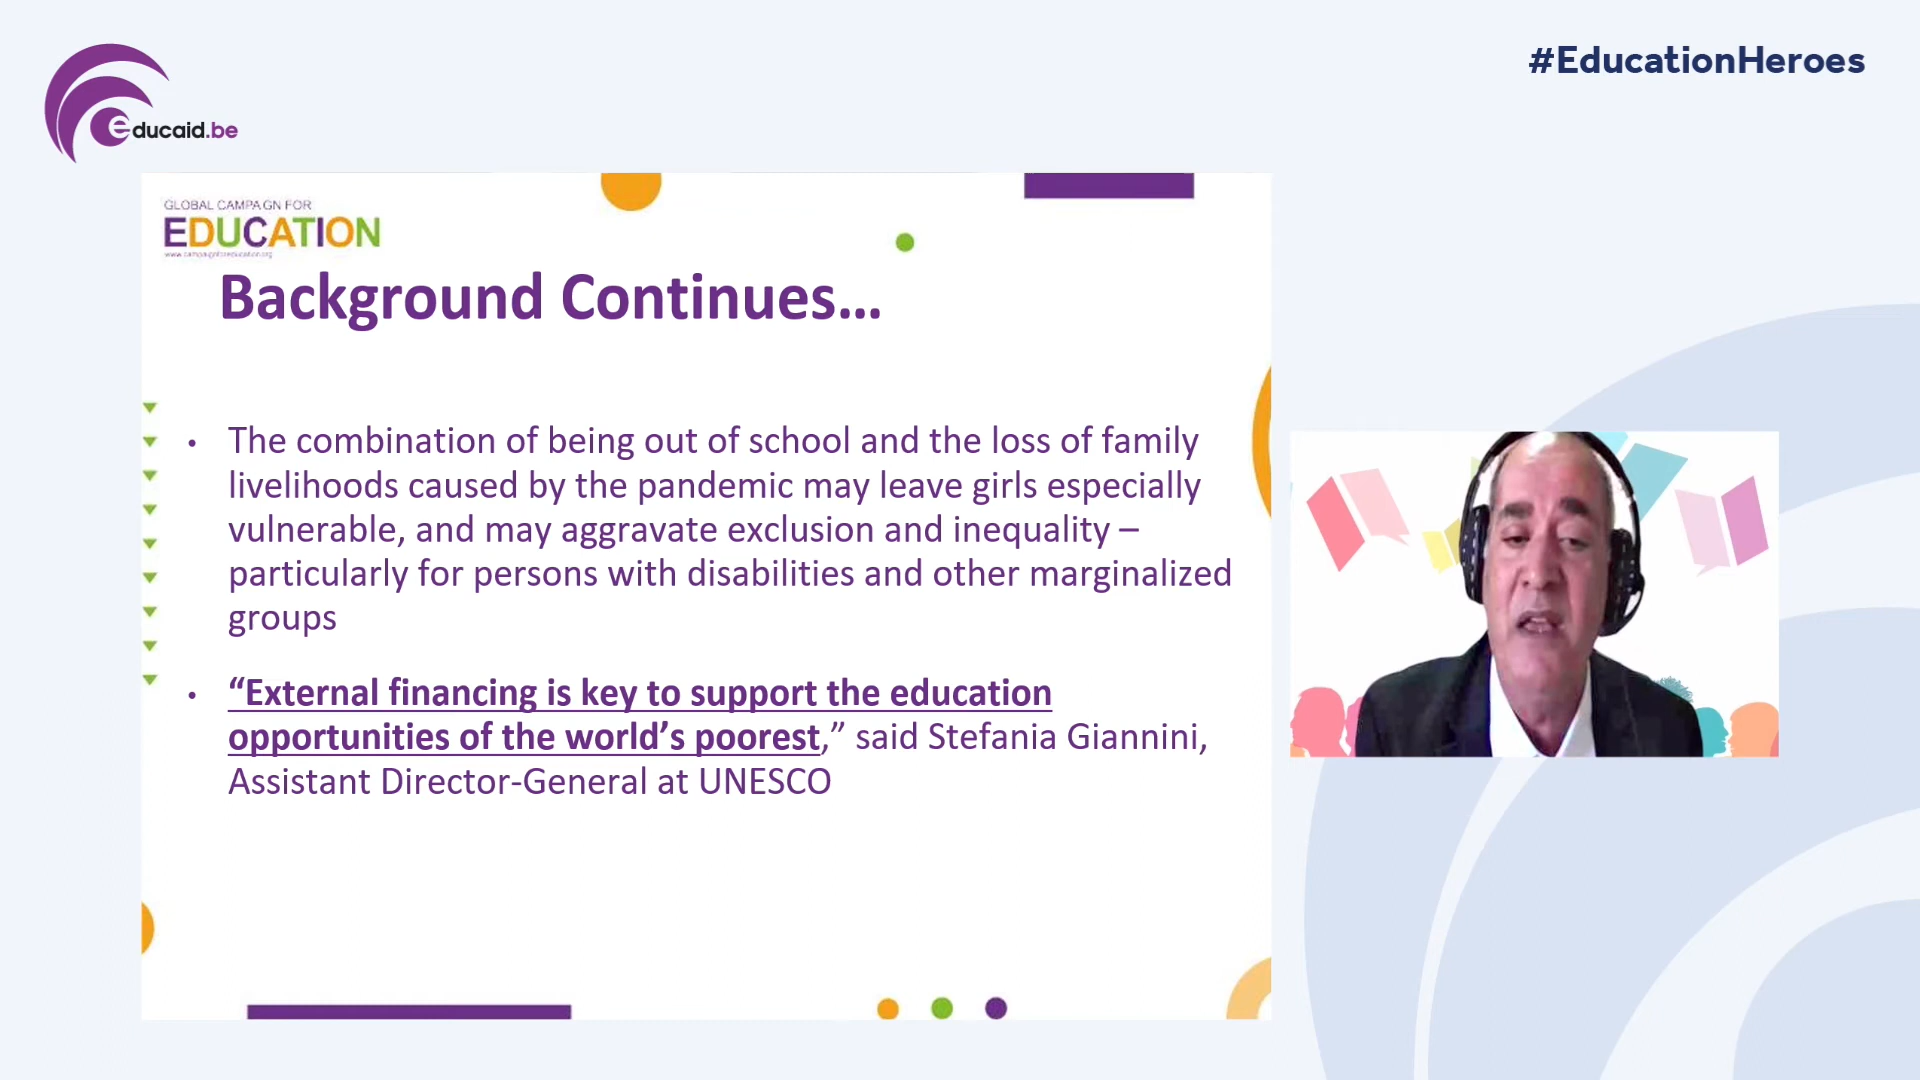 #EducationHeroes
educaid.be
GLOBAL CAMPAIGN FOR
EDUCATION
www.campaignforeducation.org
Background Continues…
• The combination of being out of school and the loss of family
livelihoods caused by the pandemic may leave girls especially
vulnerable, and may aggravate exclusion and inequality –
particularly for persons with disabilities and other marginalized
groups
• “External financing is key to support the education
opportunities of the world’s poorest,” said Stefania Giannini,
Assistant Director-General at UNESCO